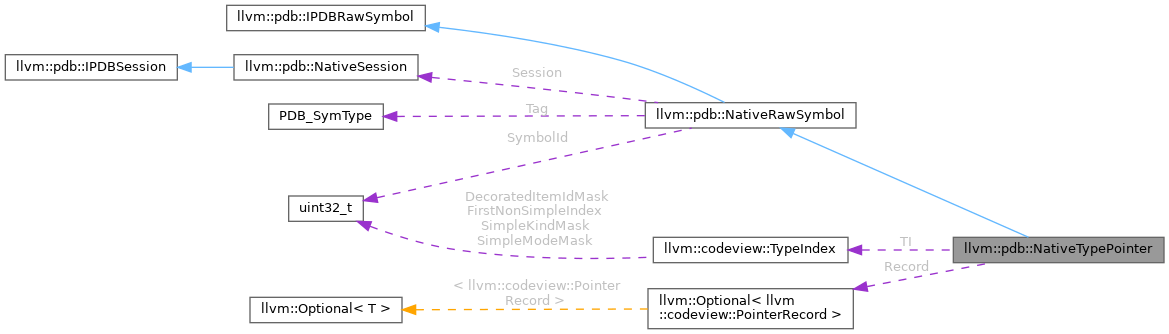 llvm::pdb::IPDBRawSymbol
llvm::pdb::IPDBSession
llvm::pdb::NativeSession
Session
PDB_SymType
Tag
llvm::pdb::NativeRawSymbol
SymbolId
uint32_t
DecoratedItemIdMask
FirstNonSimpleIndex
SimpleKindMask
SimpleModeMask
llvm::codeview::TypeIndex
TI
llvm::pdb::NativeTypePointer
Record
< llvm::codeview::Pointer
Record >
llvm::Optional< T >
llvm::Optional< llvm
::codeview::PointerRecord >